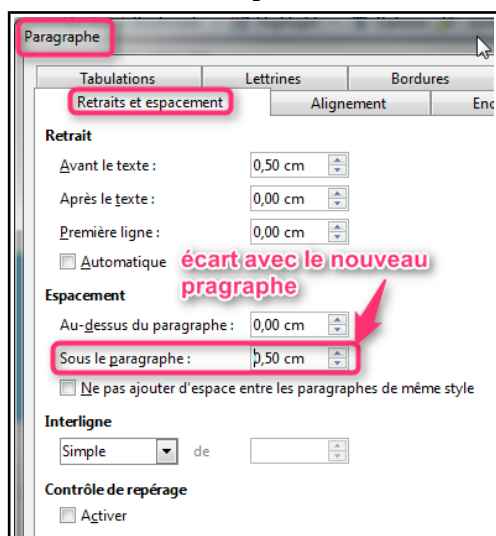 Paragraphe
Tabulations Lettrines Bordures
Retraits et espacement Alignement
Retrait
Avant le texte : 0,50 cm
Après le texte : 0,00 cm
Première ligne : 0,00 cm
Automatique
écart avec le nouveau
pragraphe
Espacement
Au-dessus du paragraphe : 0,00 cm
Sous le paragraphe : 0,50 cm
Ne pas ajouter d'espace entre les paragraphes de même style
Interligne
Simple de
Contrôle de repérage
Activer